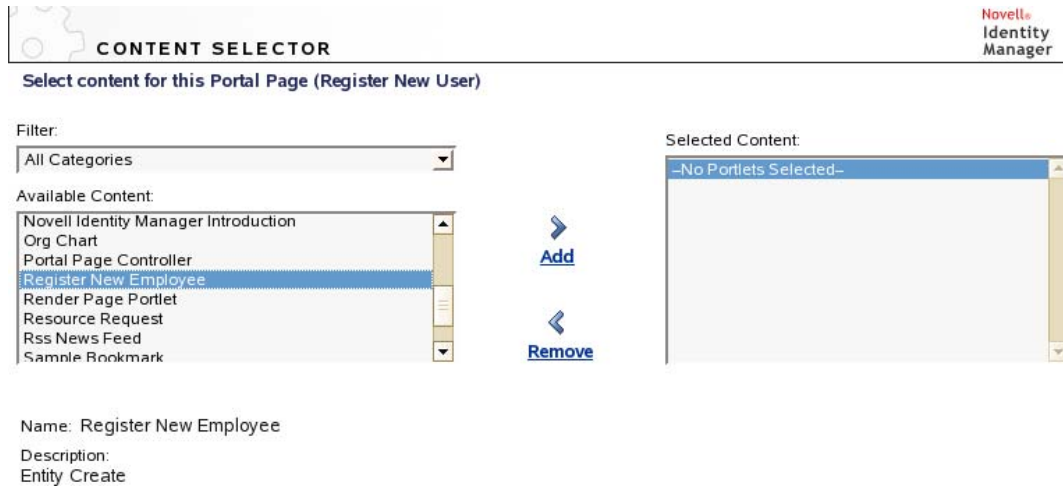 Novell®
Identity
Manager
CONTENT SELECTOR
Select content for this Portal Page (Register New User)
Filter:
All Categories
Available Content:
Novell Identity Manager Introduction
Org Chart
Portal Page Controller
Register New Employee
Render Page Portlet
Resource Request
Rss News Feed
Sample Bookmark
Add
Remove
Selected Content:
–No Portlets Selected–
Name: Register New Employee
Description:
Entity Create